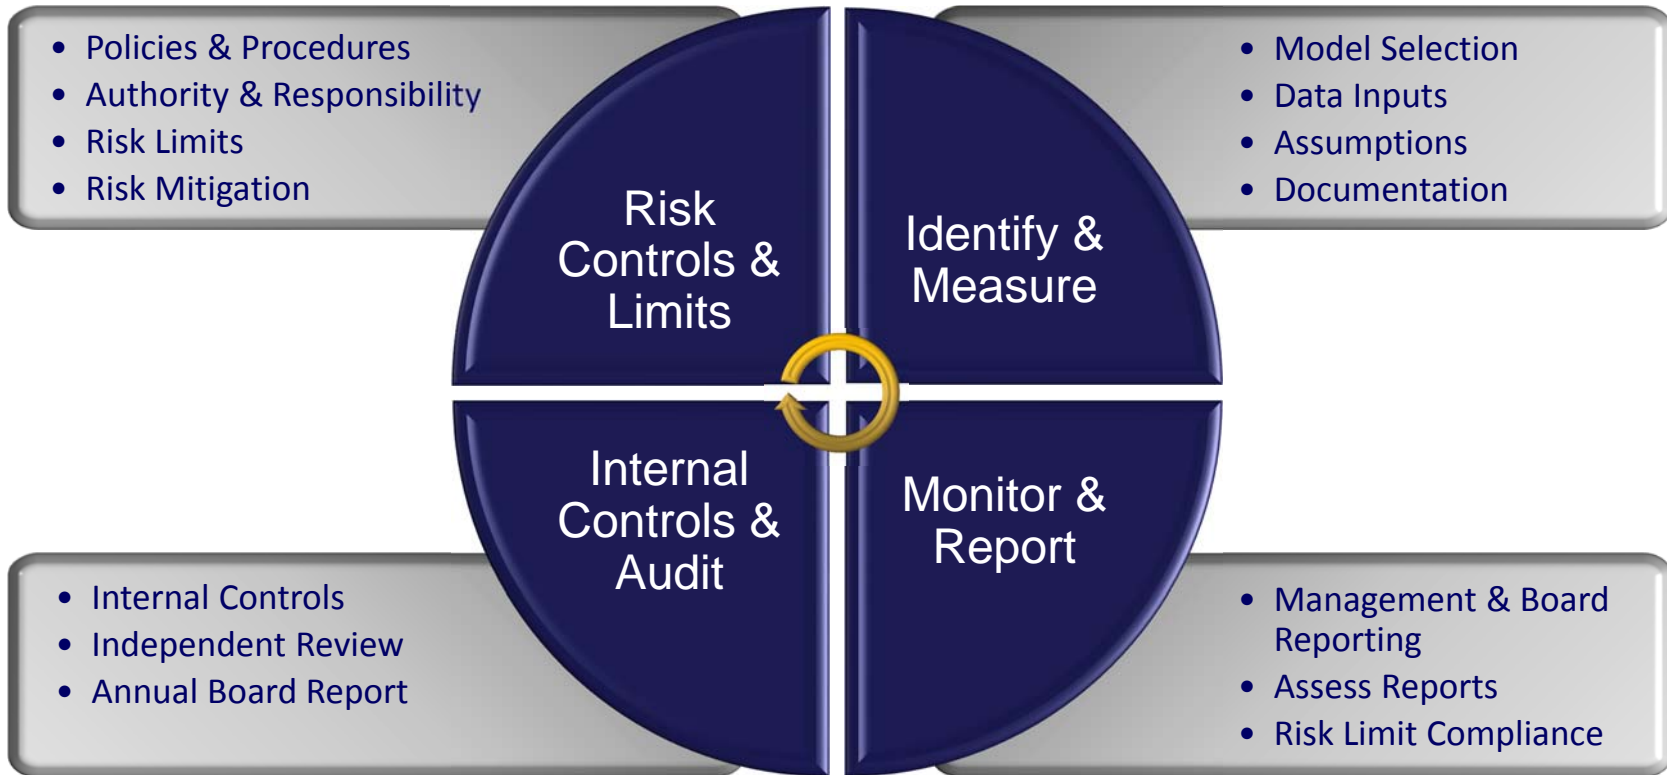 • Policies & Procedures
• Authority & Responsibility
• Risk Limits
• Risk Mitigation
• Model Selection
• Data Inputs
• Assumptions
• Documentation
Risk
Controls &
Limits
Identify &
Measure
Internal
Controls &
Audit
Monitor &
Report
• Internal Controls
• Independent Review
• Annual Board Report
• Management & Board
Reporting
• Assess Reports
• Risk Limit Compliance